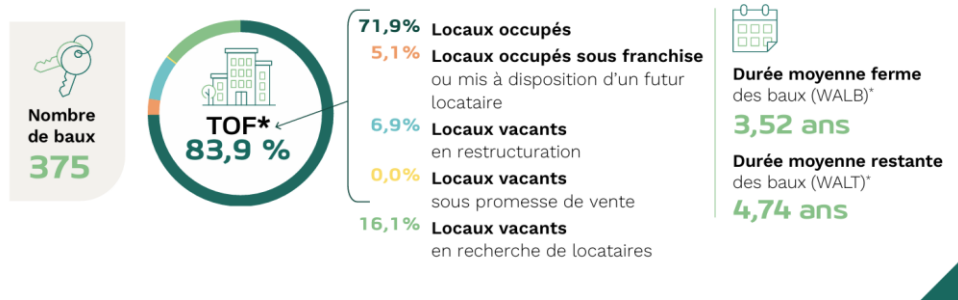 Nombre
de baux
375
TOF*
83,9 %
71,9% Locaux occupés
5,1% Locaux occupés sous franchise
ou mis à disposition d'un futur
locataire
6,9% Locaux vacants
en restructuration
0,0% Locaux vacants
sous promesse de vente
16,1% Locaux vacants
en recherche de locataires
Durée moyenne ferme
des baux (WALB)*
3,52 ans
Durée moyenne restante
des baux (WALT)*
4,74 ans